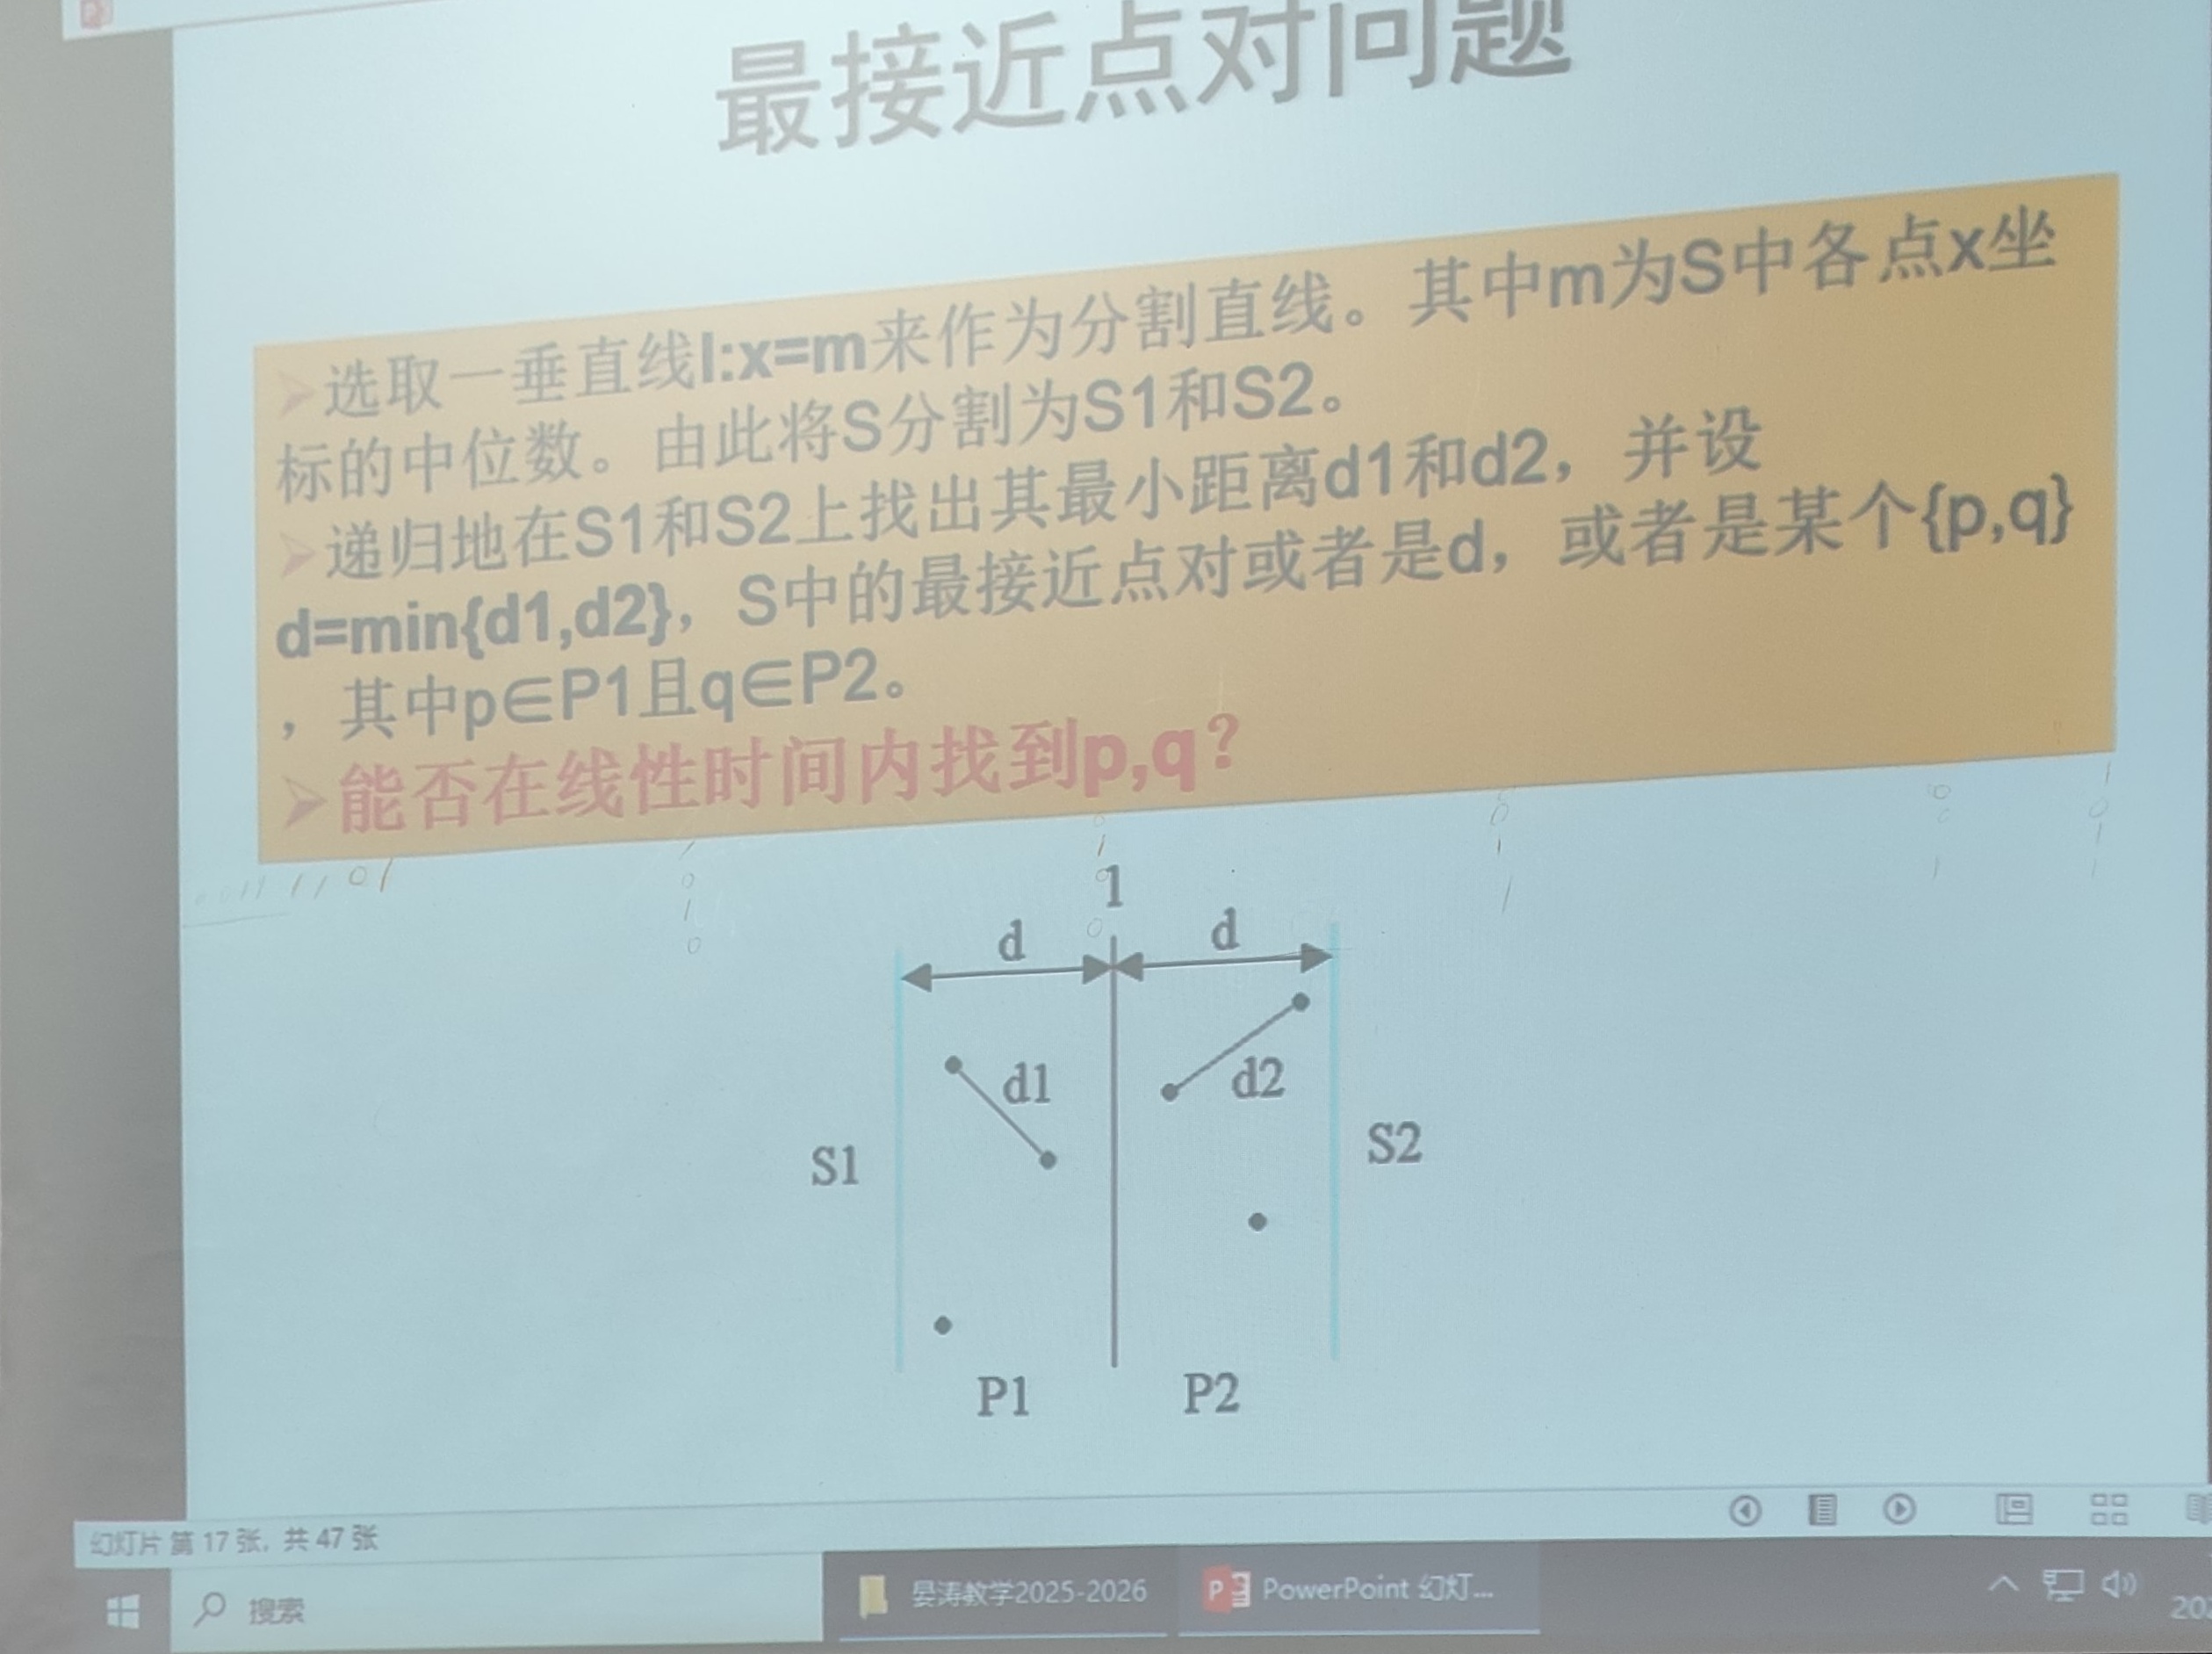 最接近点对问题
➢选取一垂直线l:x=m来作为分割直线。其中m为S中各点x坐
标的中位数。由此将S分割为S1和S2。
➢递归地在S1和S2上找出其最小距离d1和d2，并设
d=min{d1,d2}，S中的最接近点对或者是d，或者是某个{p,q}
，其中p∈P1且q∈P2。
➢能否在线性时间内找到p,q？
l
d d
d1 d2
S1 S2
P1 P2
幻灯片 第 17 张，共 47 张
搜索 晏涛教学2025-2026 PowerPoint 幻灯...